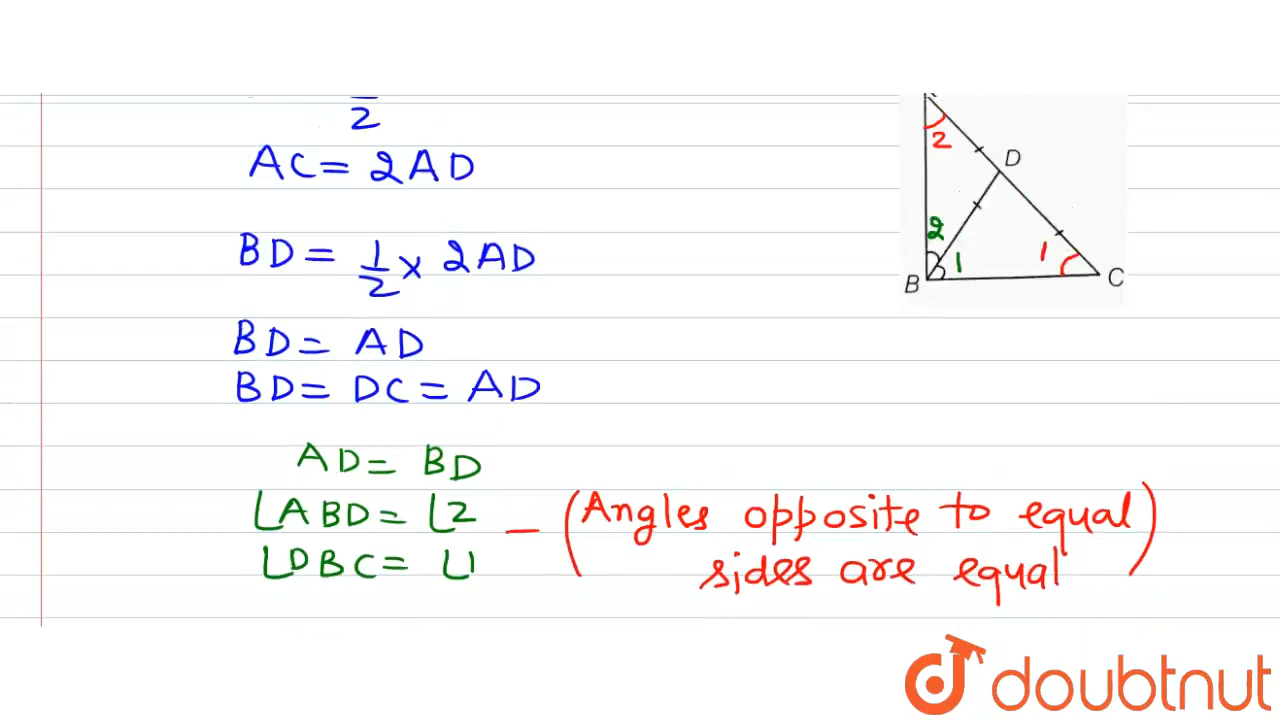 2
AC = 2AD
BD = 1/2 × 2AD
BD = AD
BD = DC = AD
AD = BD
∠ABD = ∠2 – (Angles opposite to equal
∠DBC = ∠1 sides are equal)
2
D
2
1
1
B
C
doubtnut